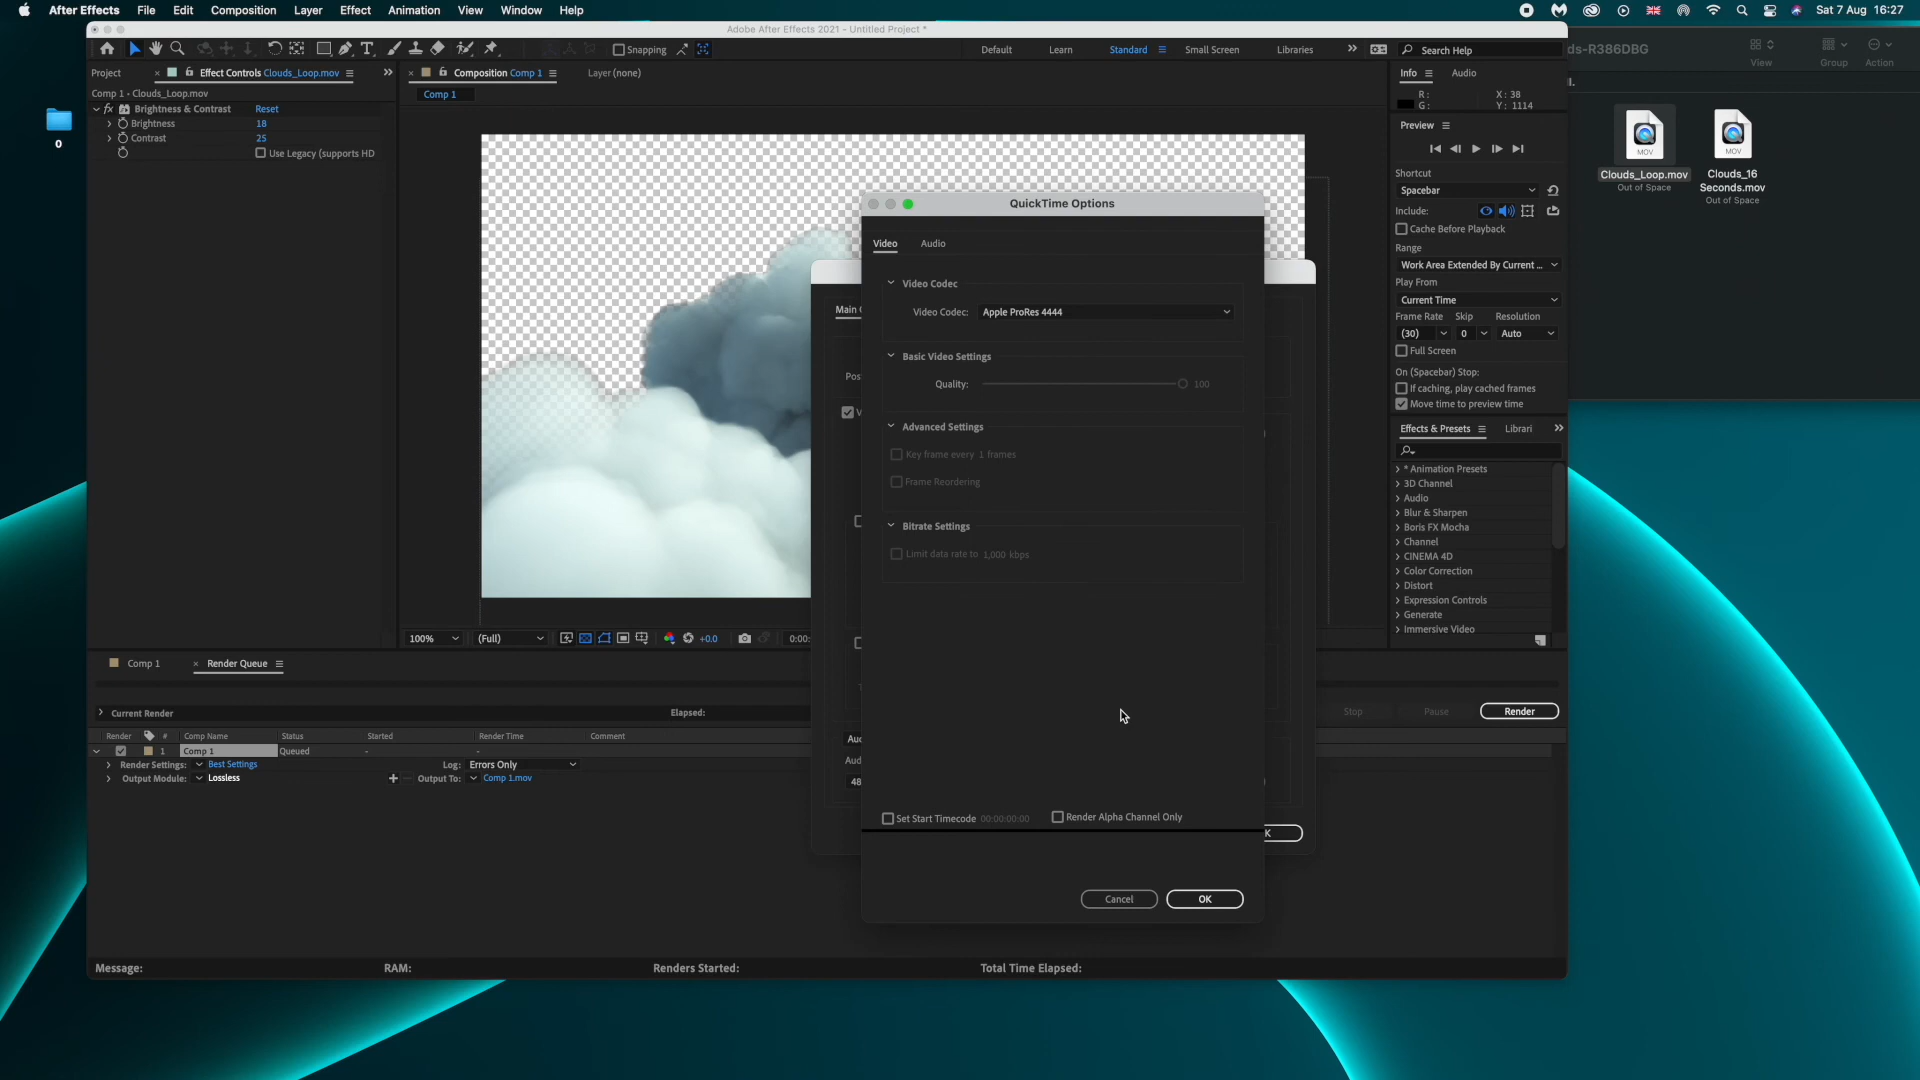 After Effects File Edit Composition Layer Effect Animation View Window Help
Sat 7 Aug 16:27
Adobe After Effects 2021 - Untitled Project *
Snapping
Default Learn Standard Small Screen Libraries
Search Help
ds-R386DBG
View Group Action
Project
Effect Controls Clouds_Loop.mov
Composition Comp 1
Layer (none)
Info Audio
Comp 1 • Clouds_Loop.mov
Comp 1
R: X: 38
G: Y: 1114
fx Brightness & Contrast Reset
Brightness 18
Contrast 25
Use Legacy (supports HD
0
Preview
Shortcut
Spacebar
Include:
Cache Before Playback
Range
Work Area Extended By Current ...
Play From
Current Time
Frame Rate Skip Resolution
(30) 0 Auto
Full Screen
On (Spacebar) Stop:
If caching, play cached frames
Move time to preview time
MOV
Clouds_Loop.mov
Out of Space
MOV
Clouds_16
Seconds.mov
Out of Space
Effects & Presets Librari
* Animation Presets
3D Channel
Audio
Blur & Sharpen
Boris FX Mocha
Channel
CINEMA 4D
Color Correction
Distort
Expression Controls
Generate
Immersive Video
QuickTime Options
Video Audio
Video Codec
Video Codec: Apple ProRes 4444
Basic Video Settings
Quality: 100
Advanced Settings
Key frame every 1 frames
Frame Reordering
Bitrate Settings
Limit data rate to 1,000 kbps
Set Start Timecode 00:00:00:00
Render Alpha Channel Only
Cancel OK
Main
Pos
V
Aud
Aud
48
K
100% (Full) +0.0 0:00:
Comp 1 Render Queue
Current Render Elapsed:
Stop Pause Render
Render # Comp Name Status Started Render Time Comment
1 Comp 1 Queued - -
Render Settings: Best Settings Log: Errors Only
Output Module: Lossless Output To: Comp 1.mov
Message: RAM: Renders Started: Total Time Elapsed: